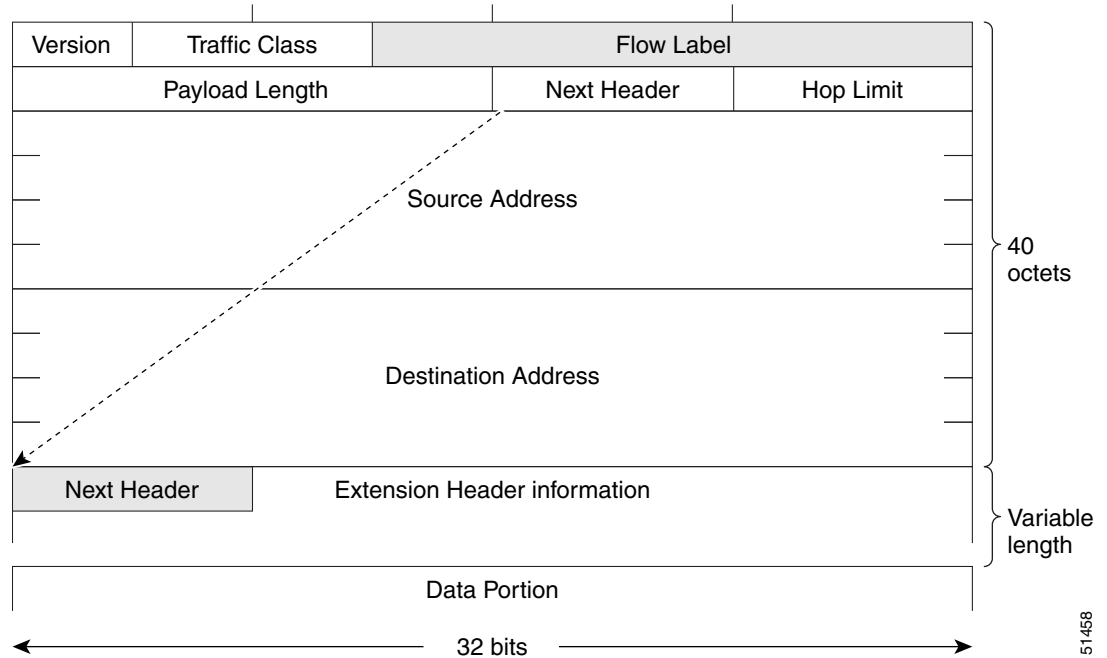 Version Traffic Class Flow Label
Payload Length Next Header Hop Limit
Source Address
40
octets
Destination Address
Next Header Extension Header information
Variable
length
Data Portion
32 bits
51458